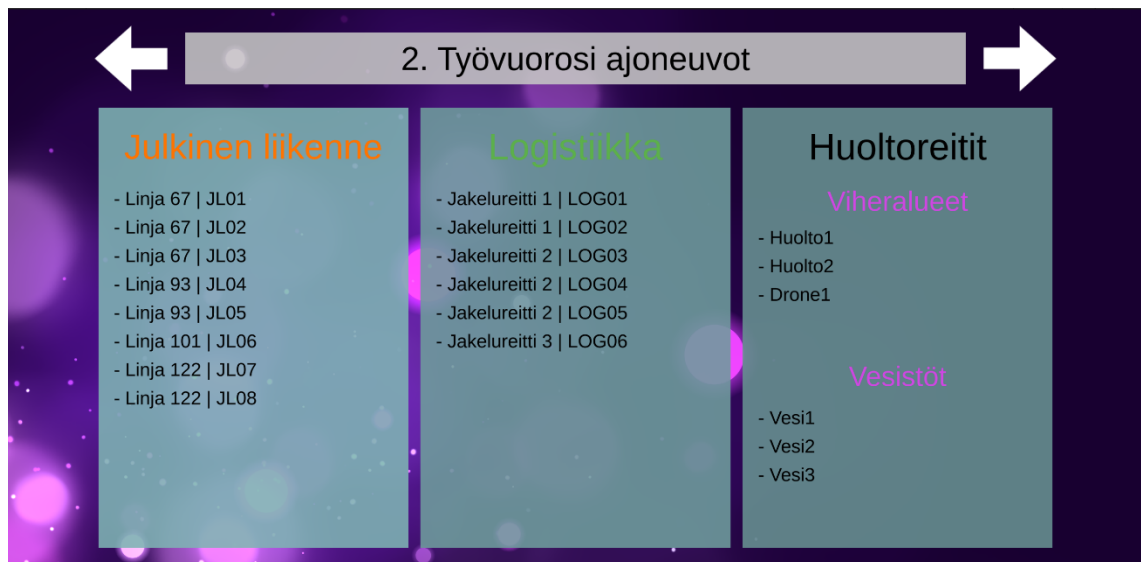 2. Työvuorosi ajoneuvot
Julkinen liikenne
- Linja 67 | JL01
- Linja 67 | JL02
- Linja 67 | JL03
- Linja 93 | JL04
- Linja 93 | JL05
- Linja 101 | JL06
- Linja 122 | JL07
- Linja 122 | JL08
Logistiikka
- Jakelureitti 1 | LOG01
- Jakelureitti 1 | LOG02
- Jakelureitti 2 | LOG03
- Jakelureitti 2 | LOG04
- Jakelureitti 2 | LOG05
- Jakelureitti 3 | LOG06
Huoltoreitit
Viheralueet
- Huolto1
- Huolto2
- Drone1
Vesistöt
- Vesi1
- Vesi2
- Vesi3